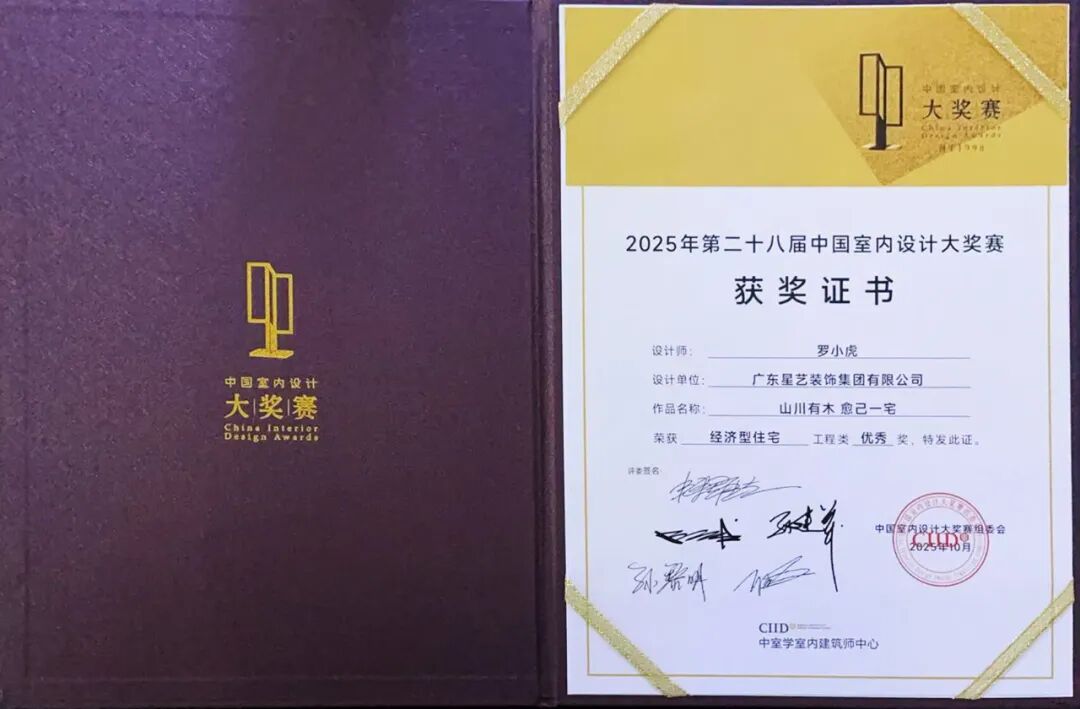 中国室内设计
大奖赛
China Interior
Design Awards
中国室内设计
大奖赛
China Interior
Design Awards
创于1998
2025年第二十八届中国室内设计大奖赛
获奖证书
设计师： 罗小虎
设计单位： 广东星艺装饰集团有限公司
作品名称： 山川有木 愈己一宅
荣获 经济型住宅 工程类 优秀 奖，特发此证。
评委签名：
中国室内设计大奖赛组委会
CIID
2025年10月
CIID
中室学室内建筑师中心